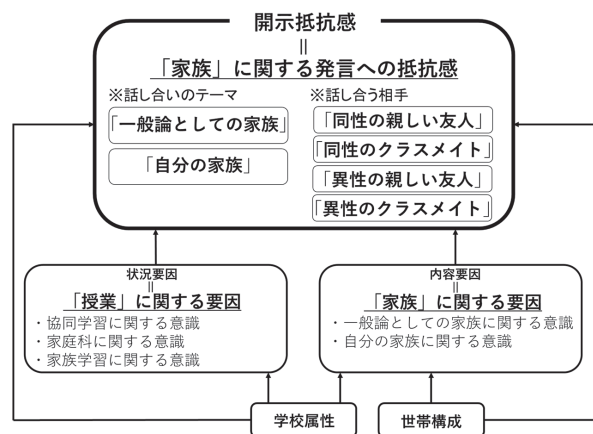 開示抵抗感
＝
「家族」に関する発言への抵抗感
※話し合いのテーマ
「一般論としての家族」
「自分の家族」
※話し合う相手
「同性の親しい友人」
「同性のクラスメイト」
「異性の親しい友人」
「異性のクラスメイト」
状況要因
＝
「授業」に関する要因
・協同学習に関する意識
・家庭科に関する意識
・家族学習に関する意識
内容要因
＝
「家族」に関する要因
・一般論としての家族に関する意識
・自分の家族に関する意識
学校属性
世帯構成